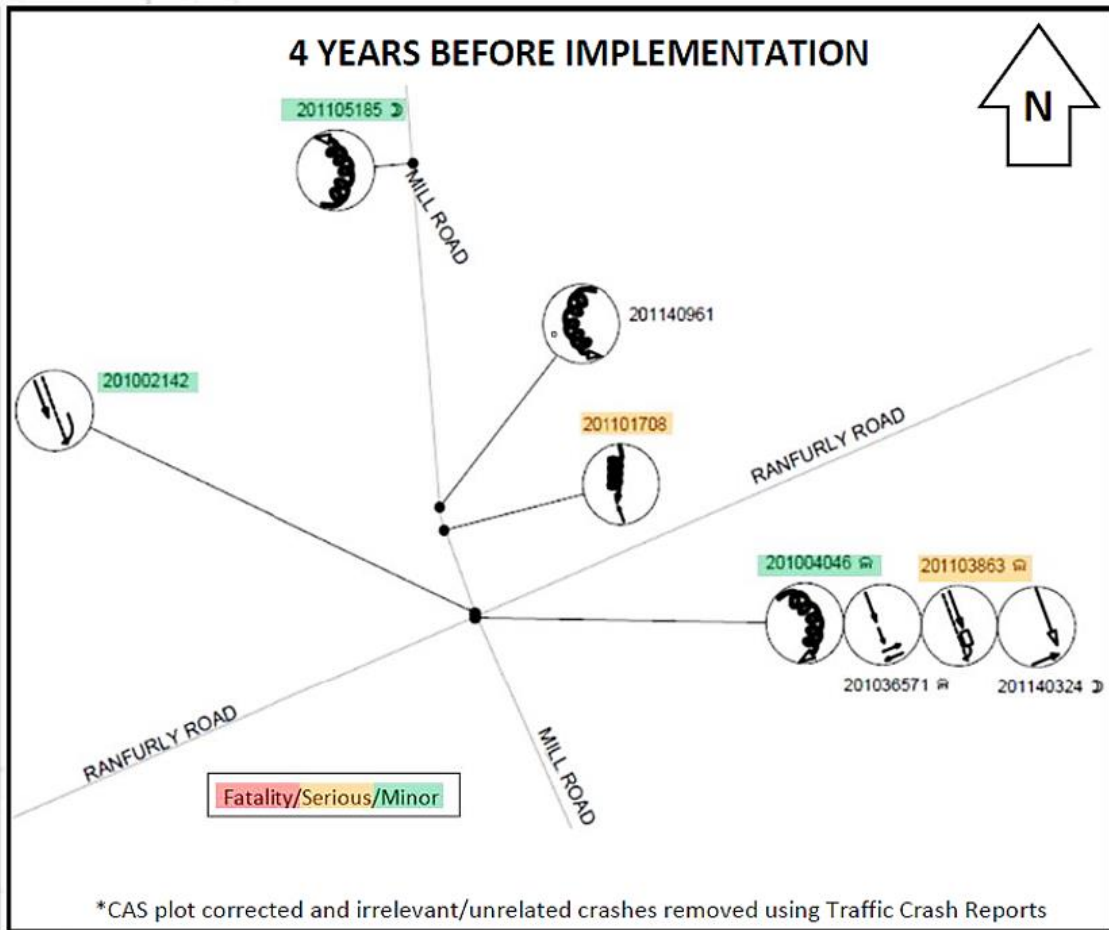 4 YEARS BEFORE IMPLEMENTATION
N
201105185
MILL ROAD
201140961
201002142
201101708
RANFURLY ROAD
201004046
201103863
201036571
201140324
RANFURLY ROAD
MILL ROAD
Fatality/Serious/Minor
*CAS plot corrected and irrelevant/unrelated crashes removed using Traffic Crash Reports